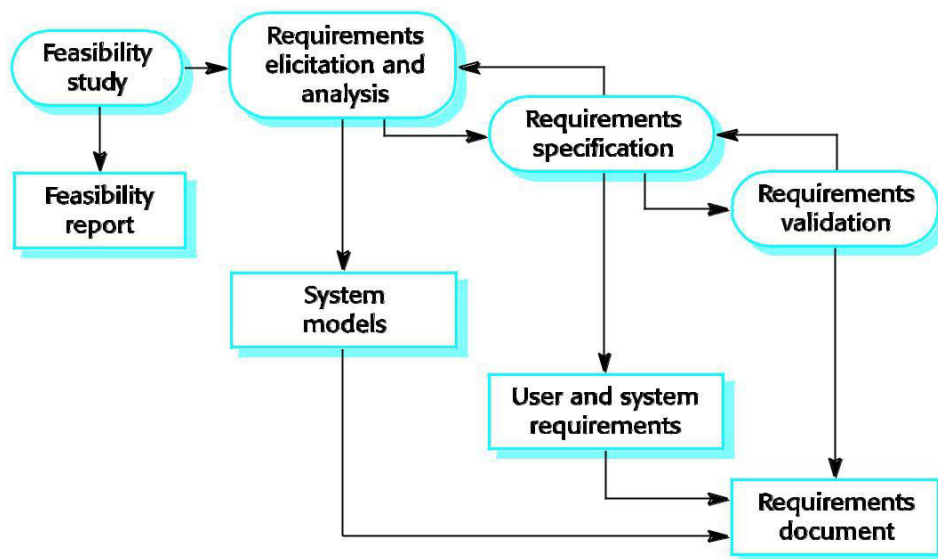 Feasibility
study
Requirements
elicitation and
analysis
Requirements
specification
Requirements
validation
Feasibility
report
System
models
User and system
requirements
Requirements
document